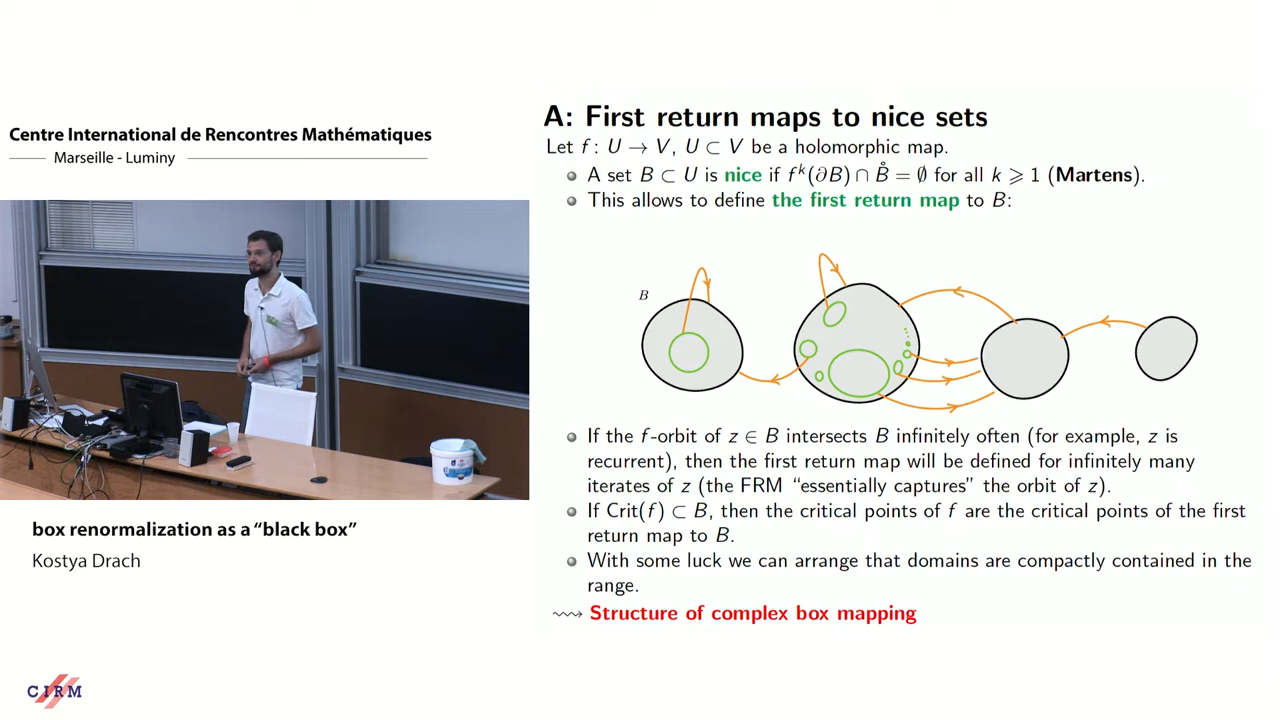 Centre International de Rencontres Mathématiques
Marseille - Luminy
box renormalization as a “black box”
Kostya Drach
CIRM
A: First return maps to nice sets
Let f : U → V, U ⊂ V be a holomorphic map.
A set B ⊂ U is nice if fᵏ(∂B) ∩ B̊ = ∅ for all k ⩾ 1 (Martens).
This allows to define the first return map to B:
B
If the f-orbit of z ∈ B intersects B infinitely often (for example, z is
recurrent), then the first return map will be defined for infinitely many
iterates of z (the FRM “essentially captures” the orbit of z).
If Crit(f) ⊂ B, then the critical points of f are the critical points of the first
return map to B.
With some luck we can arrange that domains are compactly contained in the
range.
⇝ Structure of complex box mapping